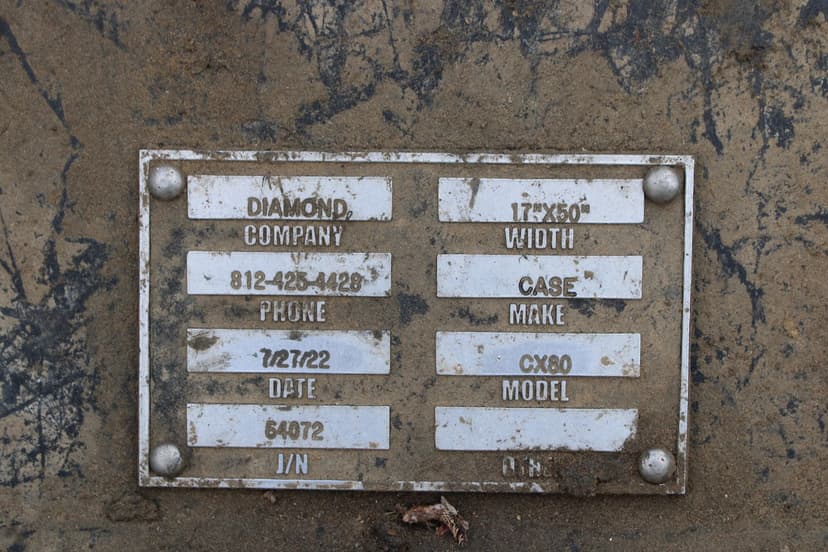 DIAMOND
17"X50"
COMPANY
WIDTH
812-425-4428
CASE
PHONE
MAKE
7/27/22
CX80
DATE
MODEL
64072
J/N